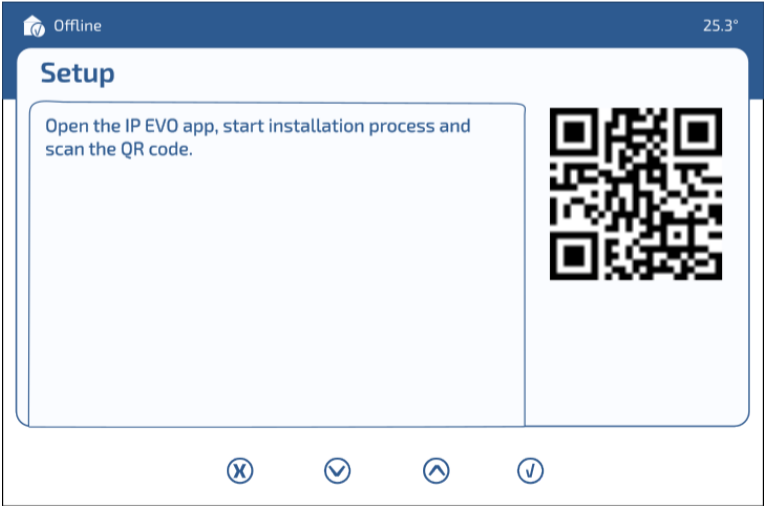 Offline
25.3°
Setup
Open the IP EVO app, start installation process and
scan the QR code.